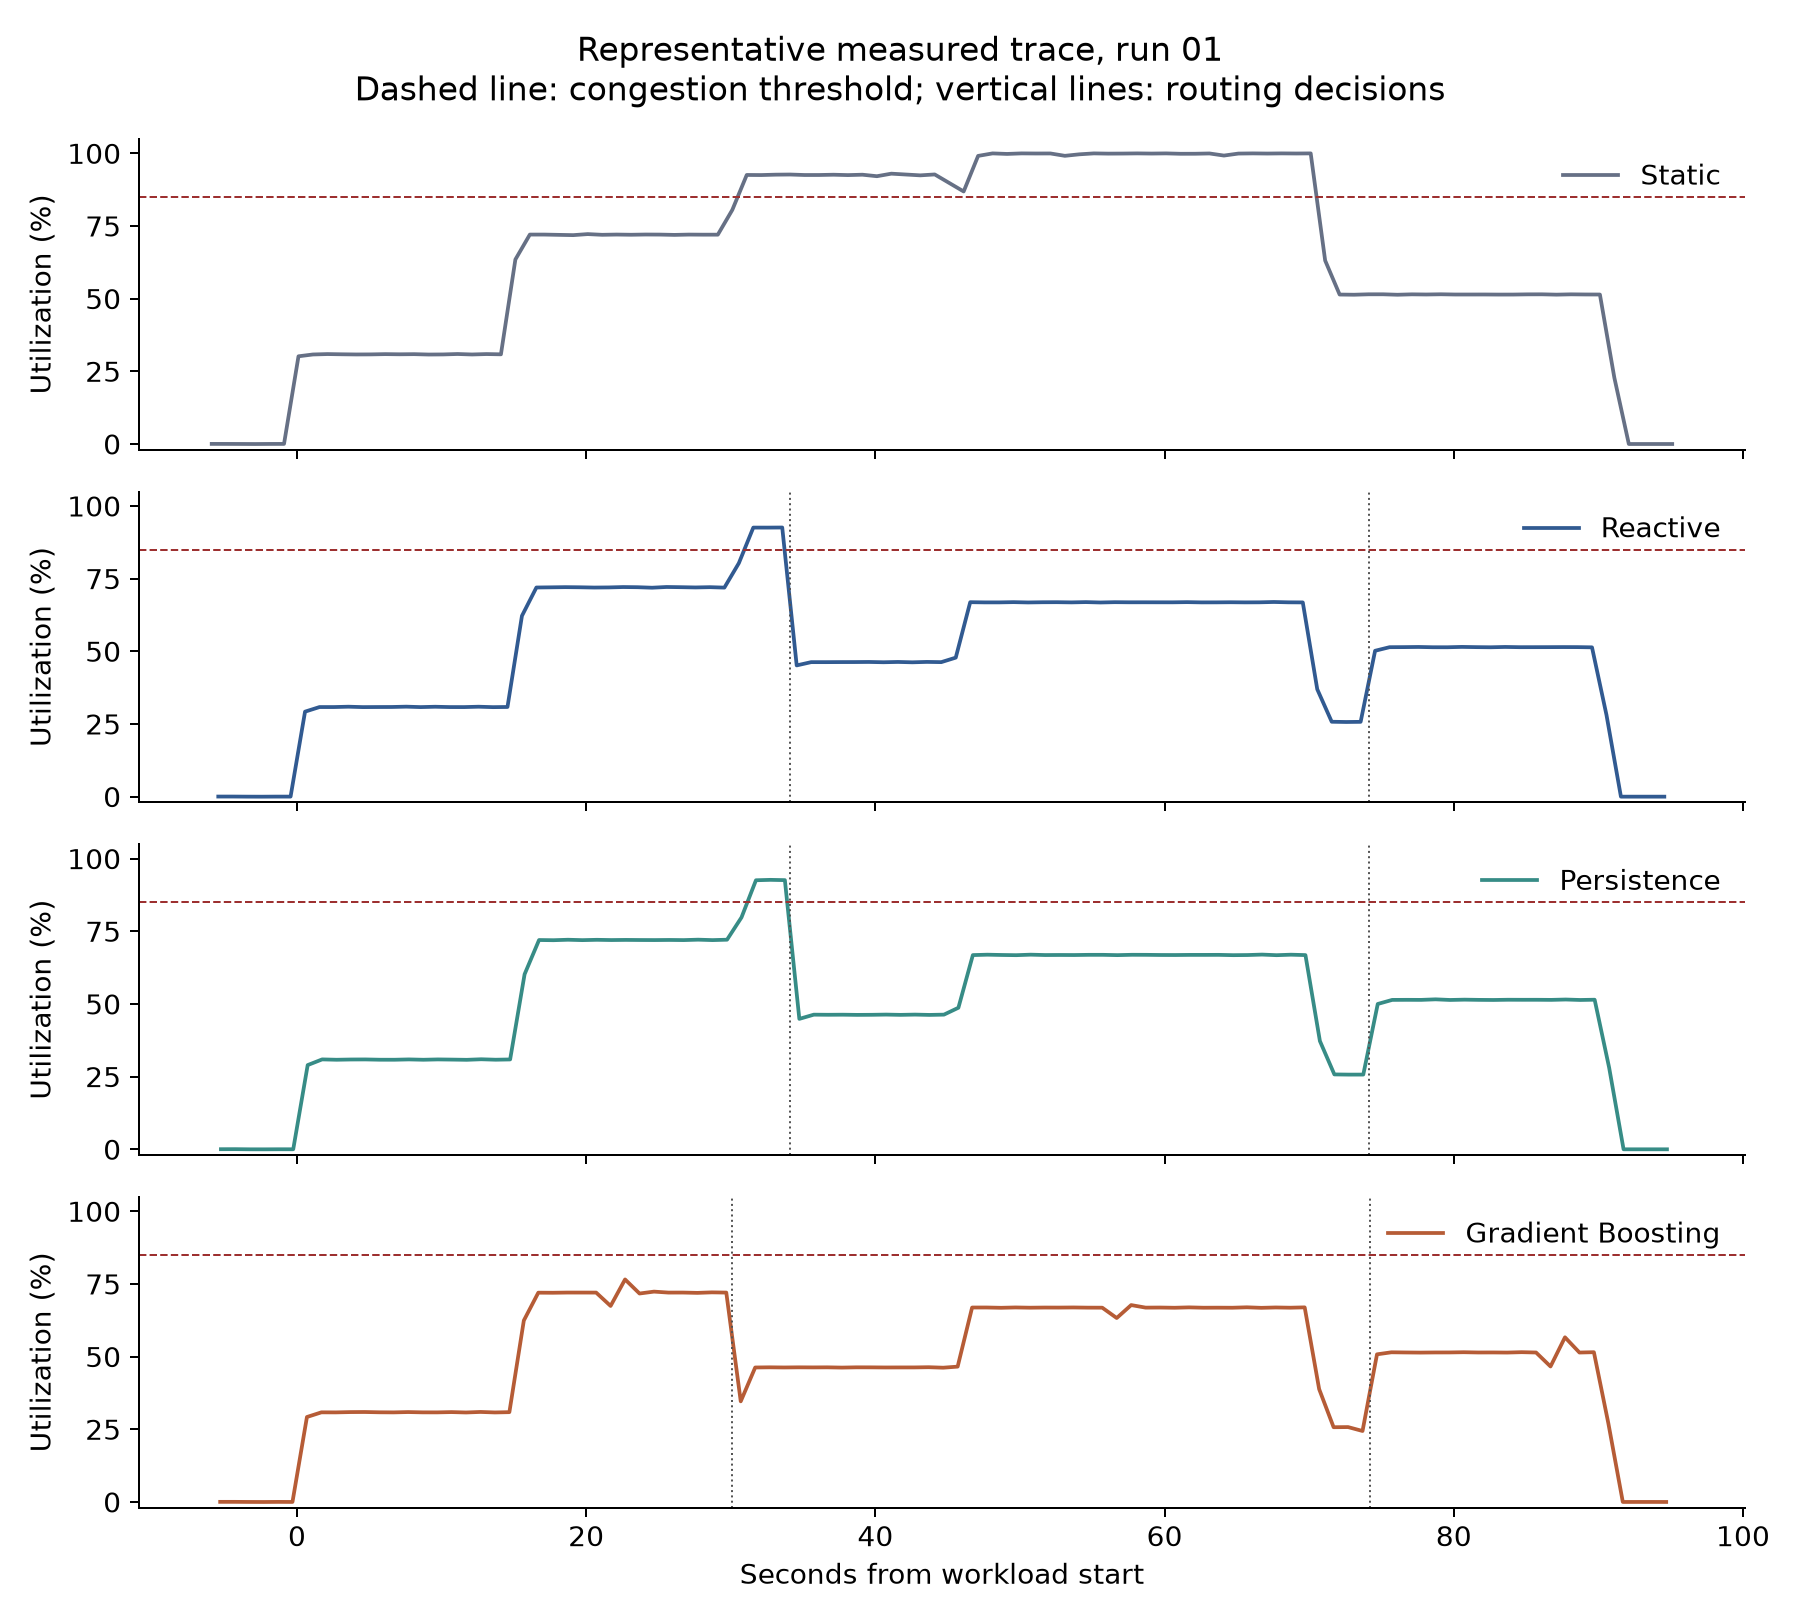 Representative measured trace, run 01
Dashed line: congestion threshold; vertical lines: routing decisions
Utilization (%)
100
75
50
25
0
Static
Utilization (%)
100
75
50
25
0
Reactive
Utilization (%)
100
75
50
25
0
Persistence
Utilization (%)
100
75
50
25
0
Gradient Boosting
0 20 40 60 80 100
Seconds from workload start